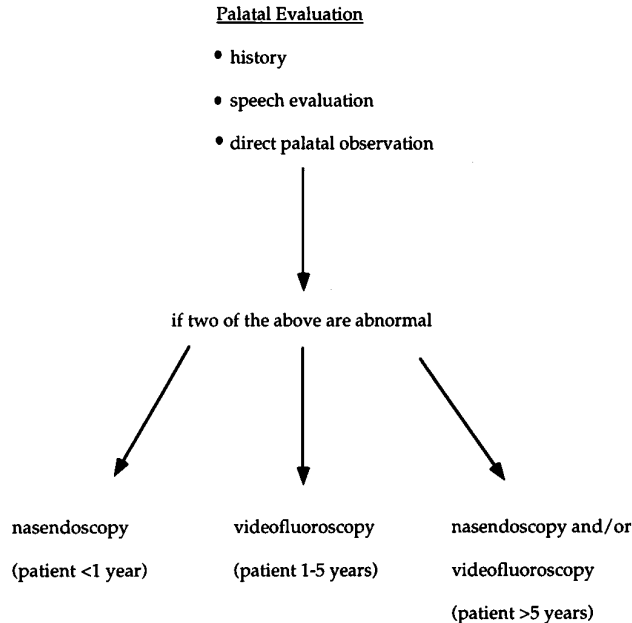 Palatal Evaluation
• history
• speech evaluation
• direct palatal observation
if two of the above are abnormal
nasendoscopy
(patient <1 year)
videofluoroscopy
(patient 1-5 years)
nasendoscopy and/or
videofluoroscopy
(patient >5 years)